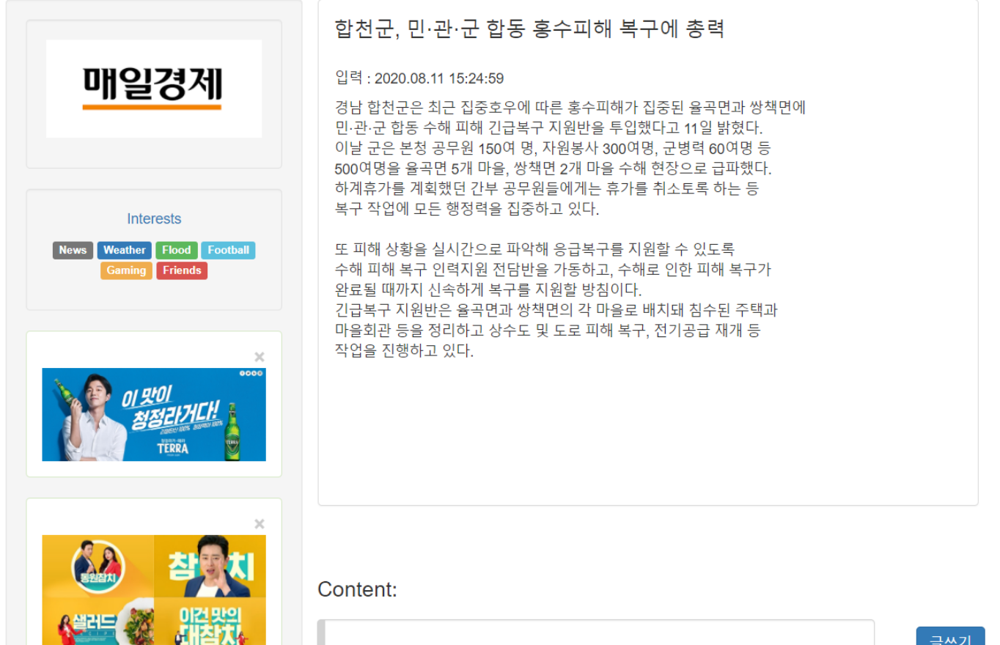 매일경제
Interests
News Weather Flood Football
Gaming Friends
×
이 맛이
청정라거다!
TERRA
TERRA
×
동원참치
참치
샐러드
이건 맛의
대참치
합천군, 민·관·군 합동 홍수피해 복구에 총력
입력 : 2020.08.11 15:24:59
경남 합천군은 최근 집중호우에 따른 홍수피해가 집중된 율곡면과 쌍책면에
민·관·군 합동 수해 피해 긴급복구 지원반을 투입했다고 11일 밝혔다.
이날 군은 본청 공무원 150여 명, 자원봉사 300여명, 군병력 60여명 등
500여명을 율곡면 5개 마을, 쌍책면 2개 마을 수해 현장으로 급파했다.
하계휴가를 계획했던 간부 공무원들에게는 휴가를 취소토록 하는 등
복구 작업에 모든 행정력을 집중하고 있다.
또 피해 상황을 실시간으로 파악해 응급복구를 지원할 수 있도록
수해 피해 복구 인력지원 전담반을 가동하고, 수해로 인한 피해 복구가
완료될 때까지 신속하게 복구를 지원할 방침이다.
긴급복구 지원반은 율곡면과 쌍책면의 각 마을로 배치돼 침수된 주택과
마을회관 등을 정리하고 상수도 및 도로 피해 복구, 전기공급 재개 등
작업을 진행하고 있다.
Content:
글쓰기